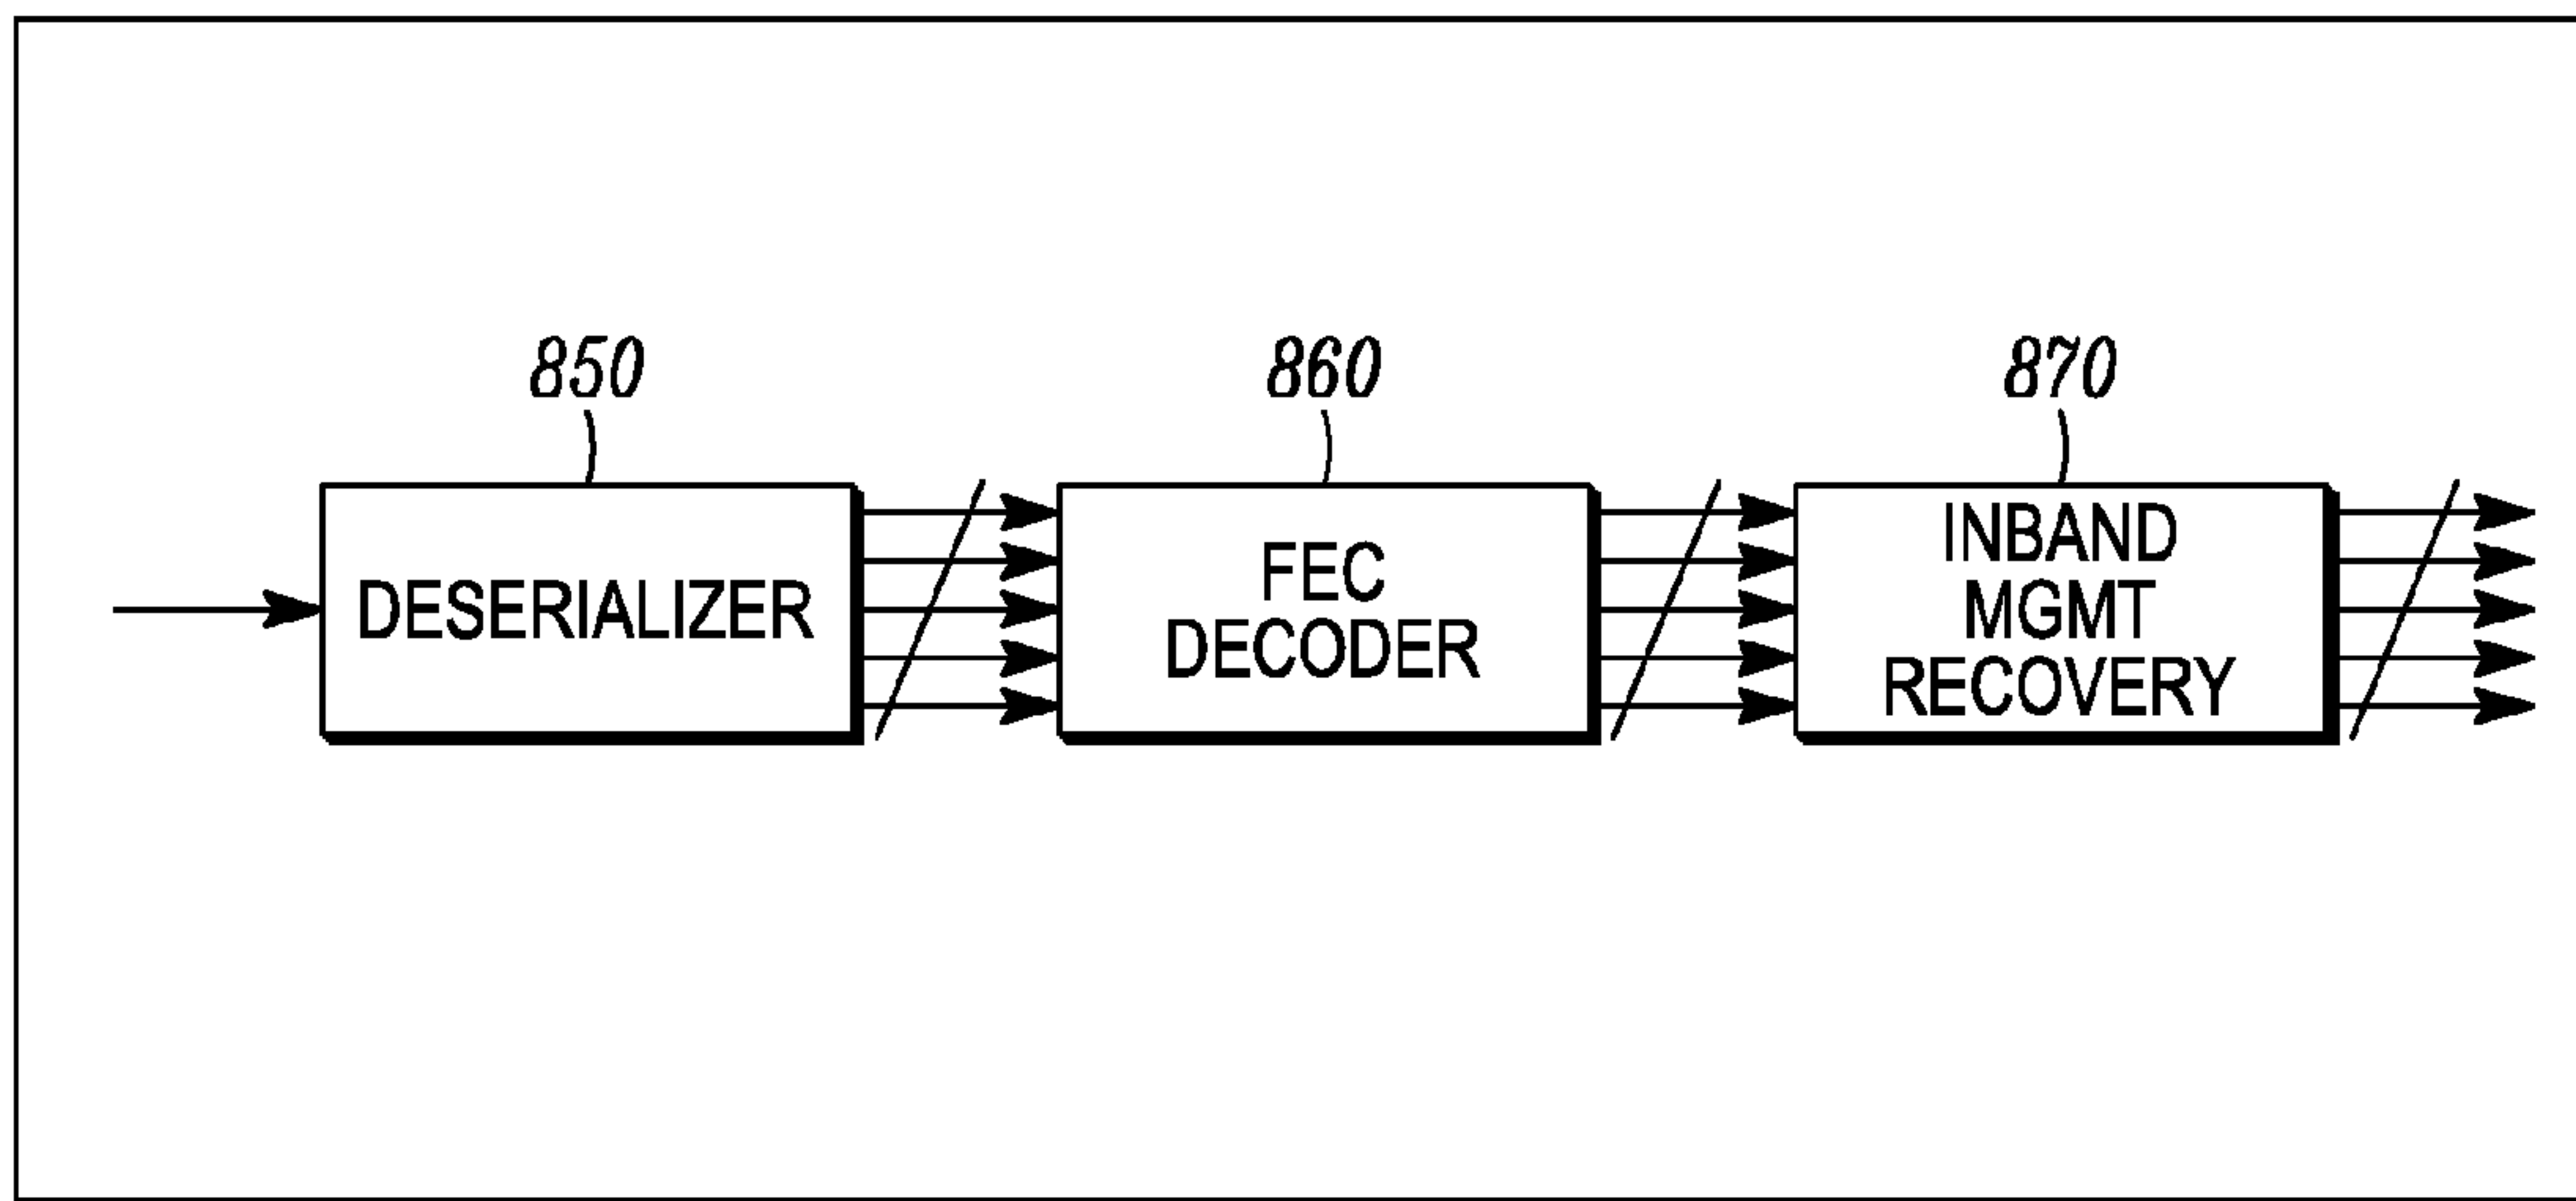 850
860
870
DESERIALIZER
FEC
DECODER
INBAND
MGMT
RECOVERY